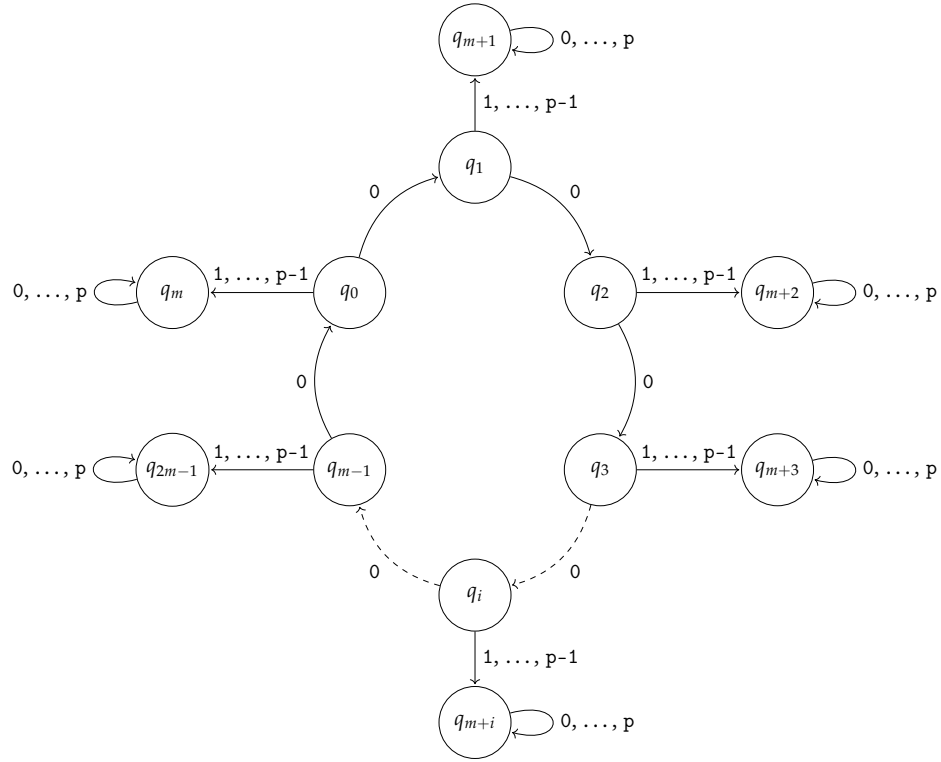 q_{m+1} 0, ..., p
1, ..., p-1
q_1
0 0
0, ..., p q_m 1, ..., p-1 q_0 q_2 1, ..., p-1 q_{m+2} 0, ..., p
0 0
0, ..., p q_{2m−1} 1, ..., p-1 q_{m−1} q_3 1, ..., p-1 q_{m+3} 0, ..., p
0 0
q_i
1, ..., p-1
q_{m+i} 0, ..., p